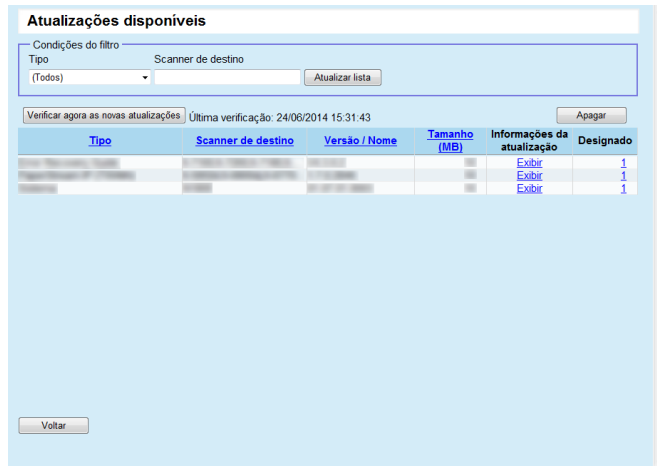 Atualizações disponíveis
Condições do filtro
Tipo Scanner de destino
(Todos) Atualizar lista
Verificar agora as novas atualizações Última verificação: 24/06/2014 15:31:43 Apagar
Tipo Scanner de destino Versão / Nome Tamanho (MB) Informações da atualização Designado
Exibir 1
Exibir 1
Exibir 1
Voltar